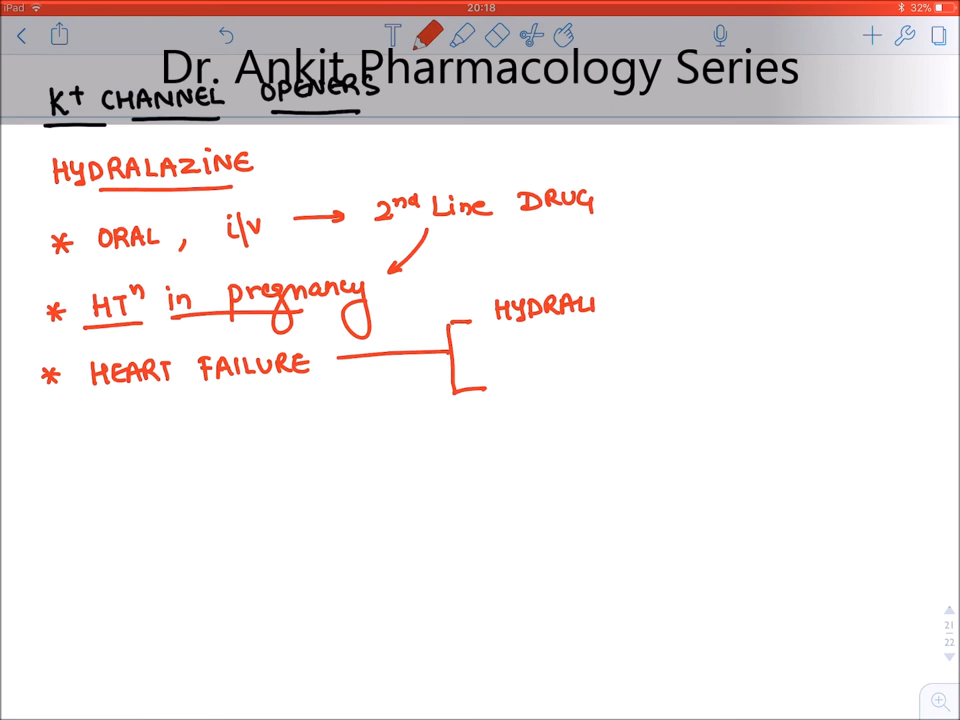 iPad 20:18 32%
T
Dr. Ankit Pharmacology Series
K+ CHANNEL OPENERS
HYDRALAZINE
* ORAL , i/v → 2nd Line DRUG
* HTn in pregnancy
HYDRALI
* HEART FAILURE
21
22